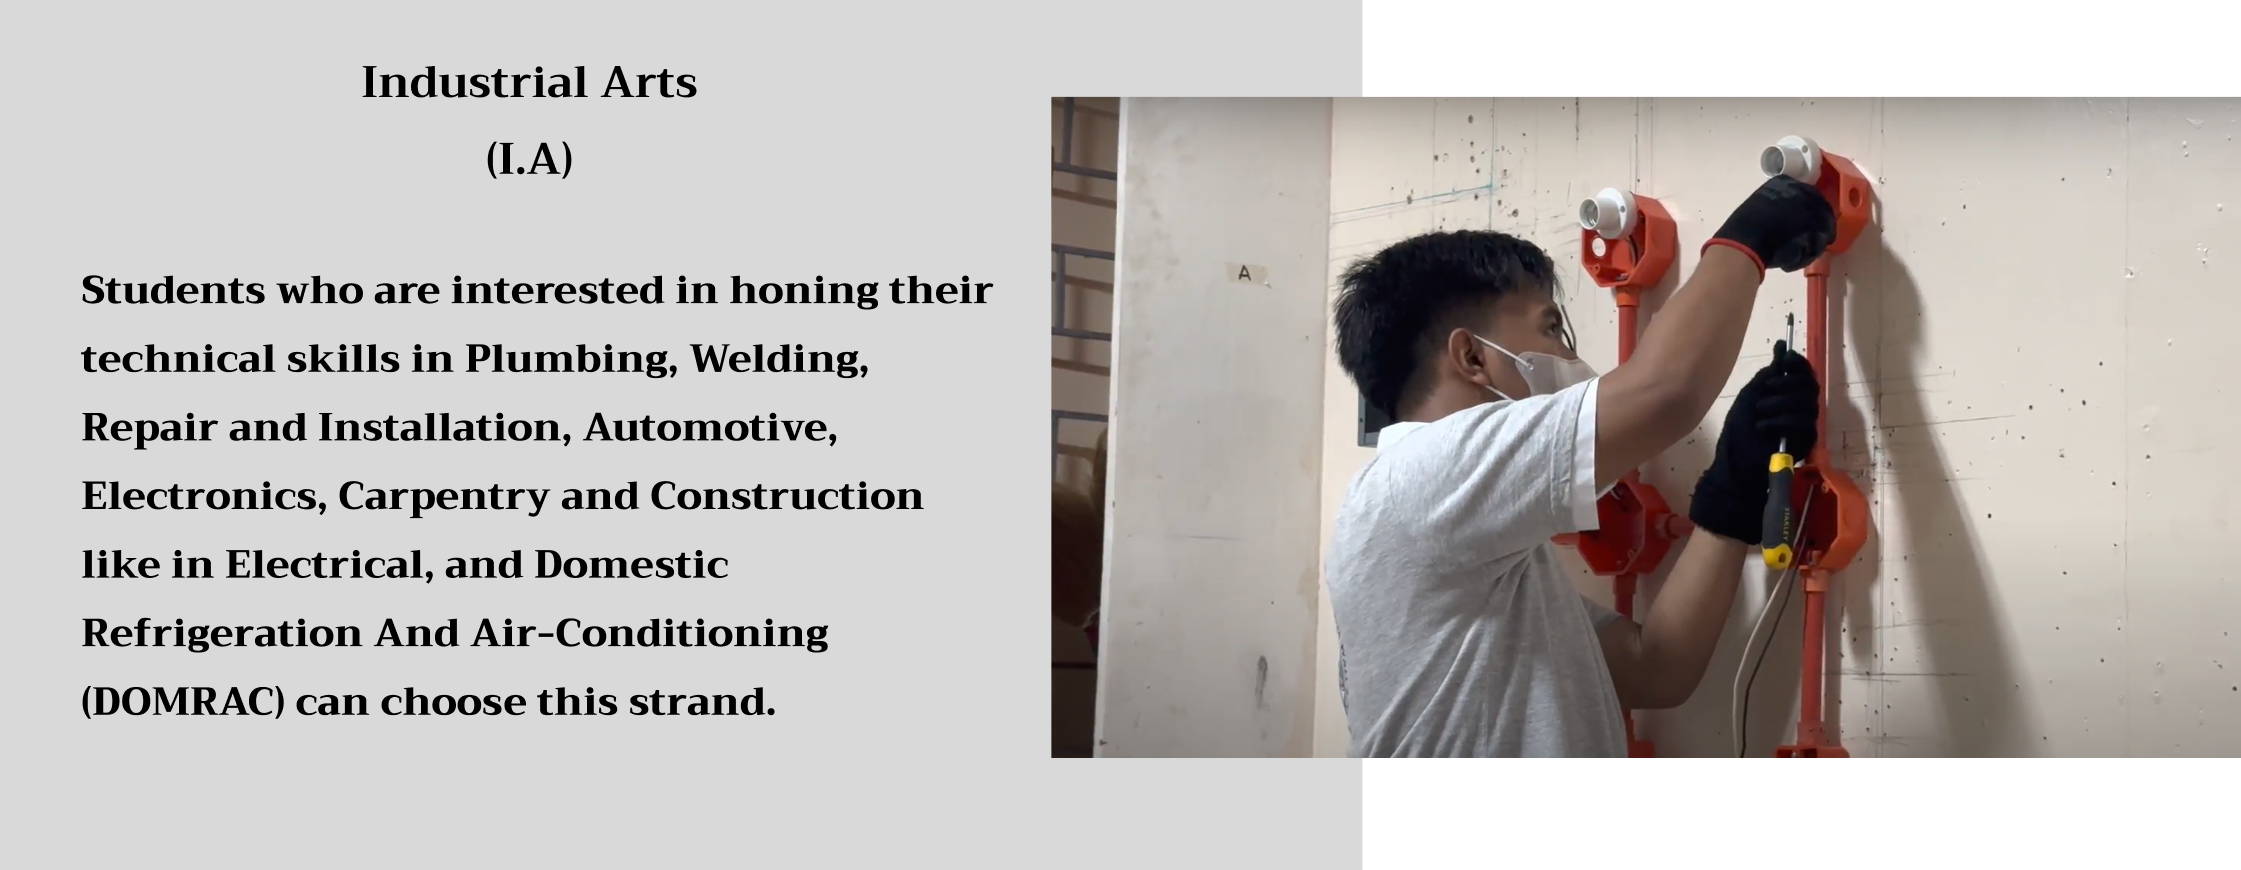 Industrial Arts
(I.A)
Students who are interested in honing their
technical skills in Plumbing, Welding,
Repair and Installation, Automotive,
Electronics, Carpentry and Construction
like in Electrical, and Domestic
Refrigeration And Air-Conditioning
(DOMRAC) can choose this strand.
A
STANLEY